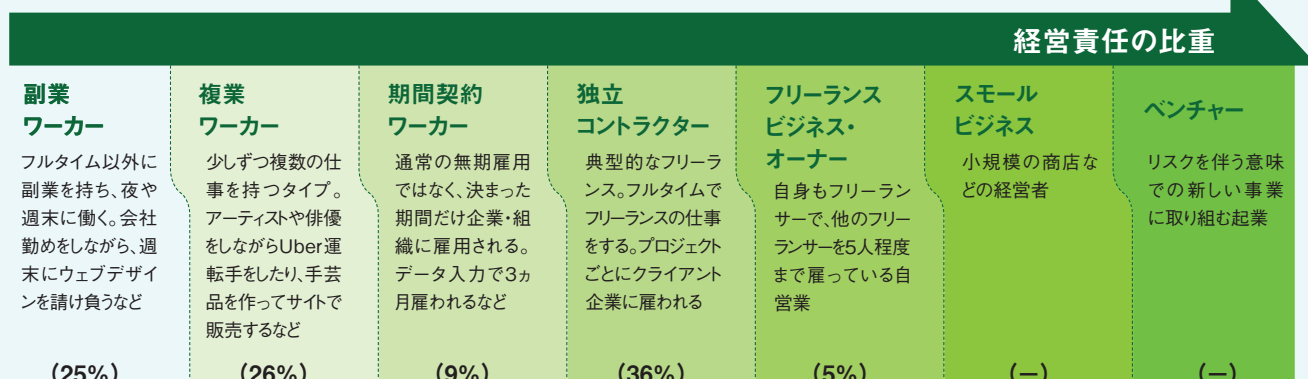 経営責任の比重
副業
ワーカー
フルタイム以外に
副業を持ち、夜や
週末に働く。会社
勤めをしながら、週
末にウェブデザイ
ンを請け負うなど
(25%)
複業
ワーカー
少しずつ複数の仕
事を持つタイプ。
アーティストや俳優
をしながらUber運
転手をしたり、手芸
品を作ってサイトで
販売するなど
(26%)
期間契約
ワーカー
通常の無期雇用
ではなく、決まった
期間だけ企業・組
織に雇用される。
データ入力で3ヵ
月雇われるなど
(9%)
独立
コントラクター
典型的なフリーラ
ンス。フルタイムで
フリーランスの仕事
をする。プロジェクト
ごとにクライアント
企業に雇われる
(36%)
フリーランス
ビジネス・
オーナー
自身もフリーラン
サーで、他のフリー
ランサーを5人程度
まで雇っている自
営業
(5%)
スモール
ビジネス
小規模の商店な
どの経営者
(—)
ベンチャー
リスクを伴う意味
での新しい事業
に取り組む起業
(—)